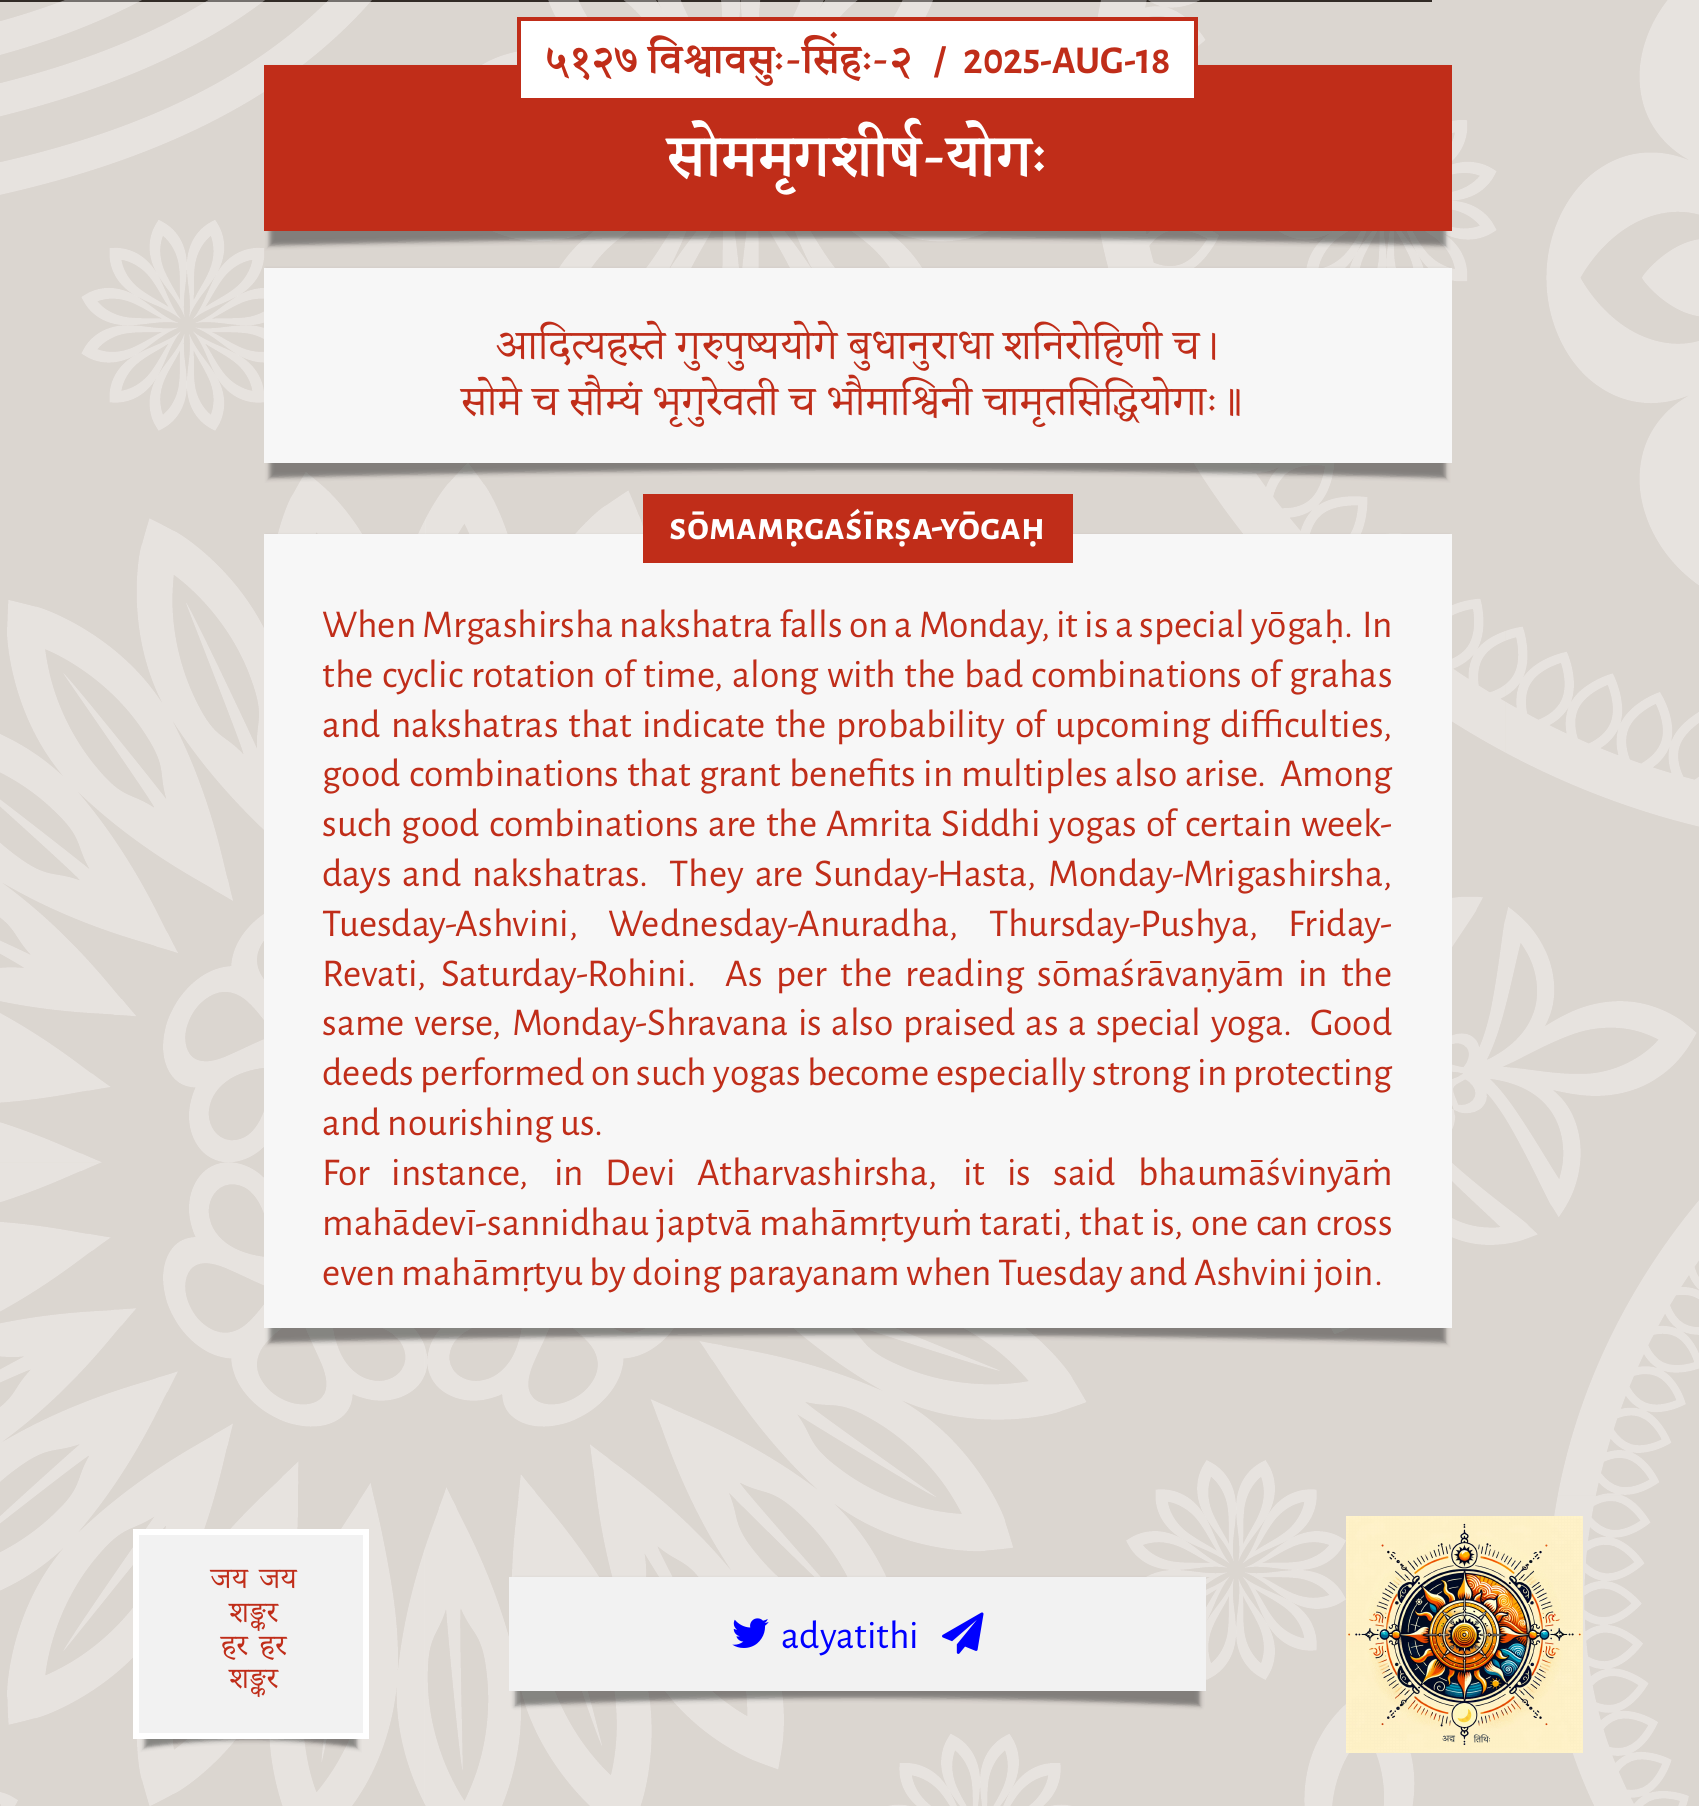 ५१२७ विश्वावसुः-सिंहः-२ / 2025-AUG-18
सोममृगशीर्ष-योगः
आदित्यहस्ते गुरुपुष्ययोगे बुधानुराधा शनिरोहिणी च।
सोमे च सौम्यं भृगुरेवती च भौमाश्विनी चामृतसिद्धियोगाः॥
SŌMAMṚGAŚĪRṢA-YŌGAḤ
When Mrgashirsha nakshatra falls on a Monday, it is a special yōgaḥ. In
the cyclic rotation of time, along with the bad combinations of grahas
and nakshatras that indicate the probability of upcoming difficulties,
good combinations that grant benefits in multiples also arise. Among
such good combinations are the Amrita Siddhi yogas of certain week-
days and nakshatras. They are Sunday-Hasta, Monday-Mrigashirsha,
Tuesday-Ashvini, Wednesday-Anuradha, Thursday-Pushya, Friday-
Revati, Saturday-Rohini. As per the reading sōmaśrāvaṇyām in the
same verse, Monday-Shravana is also praised as a special yoga. Good
deeds performed on such yogas become especially strong in protecting
and nourishing us.
For instance, in Devi Atharvashirsha, it is said bhaumāśvinyāṁ
mahādevī-sannidhau japtvā mahāmṛtyuṁ tarati, that is, one can cross
even mahāmṛtyu by doing parayanam when Tuesday and Ashvini join.
जय जय
शङ्कर
हर हर
शङ्कर
adyatithi
अद्य तिथिः